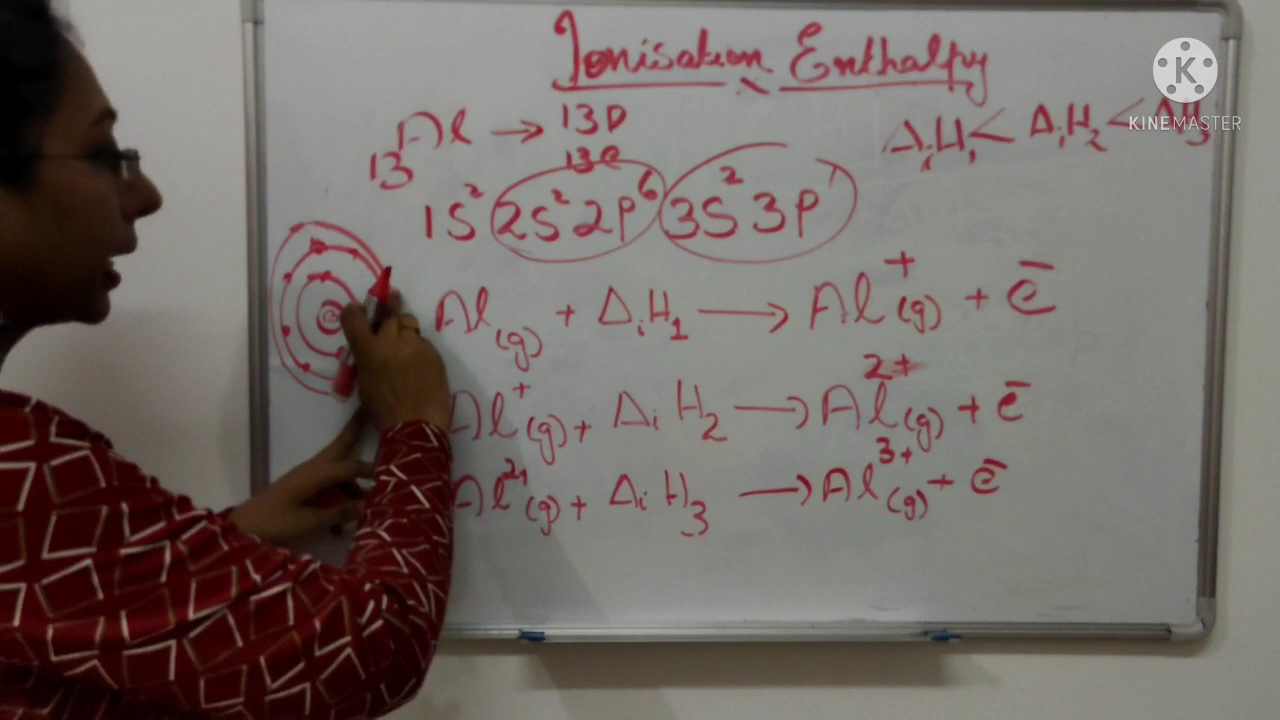 Ionisation Enthalpy
K
KINEMASTER
₁₃Al → 13p
13e
ΔᵢH₁ < ΔᵢH₂ < ΔH₃
1S² 2S² 2P⁶ 3S² 3P¹
Al(g) + ΔᵢH₁ → Al⁺(g) + e̅
Al⁺(g) + ΔᵢH₂ → Al²⁺(g) + e̅
Al²⁺(g) + ΔᵢH₃ → Al³⁺(g) + e̅